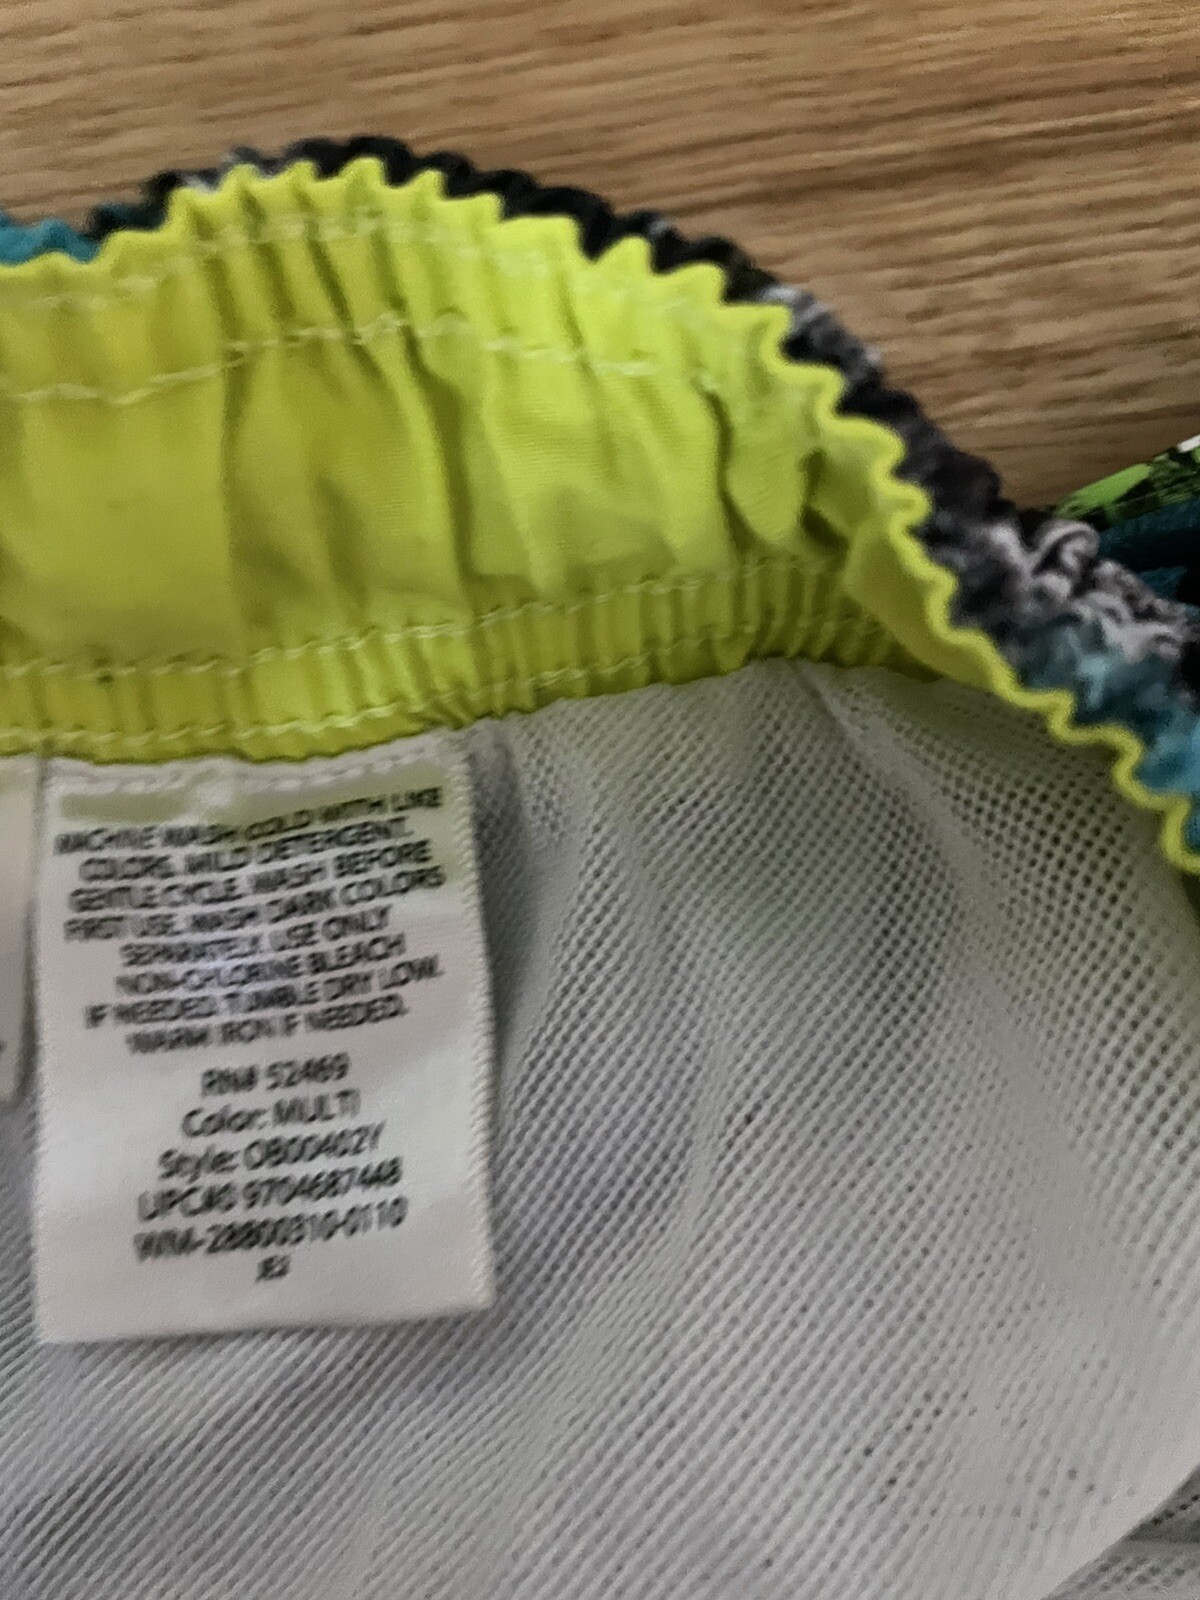 MACHINE WASH COLD WITH LIKE
COLORS. MILD DETERGENT.
GENTLE CYCLE. WASH BEFORE
FIRST USE. WASH DARK COLORS
SEPARATELY. USE ONLY
NON-CHLORINE BLEACH
IF NEEDED. TUMBLE DRY LOW.
WARM IRON IF NEEDED.
RN# 52469
Color: MULTI
Style: OB00402Y
UPC#0 9704687448
WM-28800310-0110